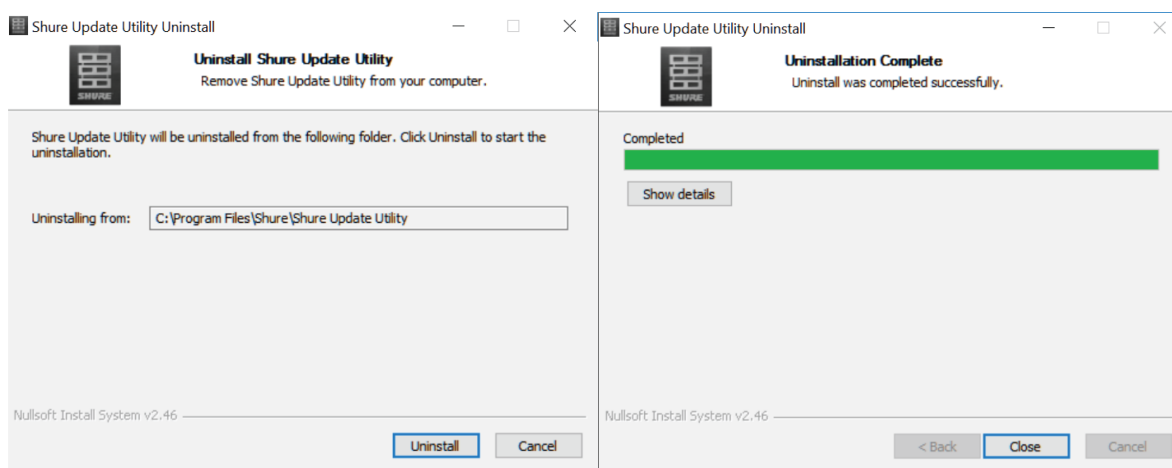 Shure Update Utility Uninstall
SHURE
Uninstall Shure Update Utility
Remove Shure Update Utility from your computer.
Shure Update Utility will be uninstalled from the following folder. Click Uninstall to start the
uninstallation.
Uninstalling from: C:\Program Files\Shure\Shure Update Utility
Nullsoft Install System v2.46
Uninstall Cancel
Shure Update Utility Uninstall
SHURE
Uninstallation Complete
Uninstall was completed successfully.
Completed
Show details
Nullsoft Install System v2.46
< Back Close Cancel